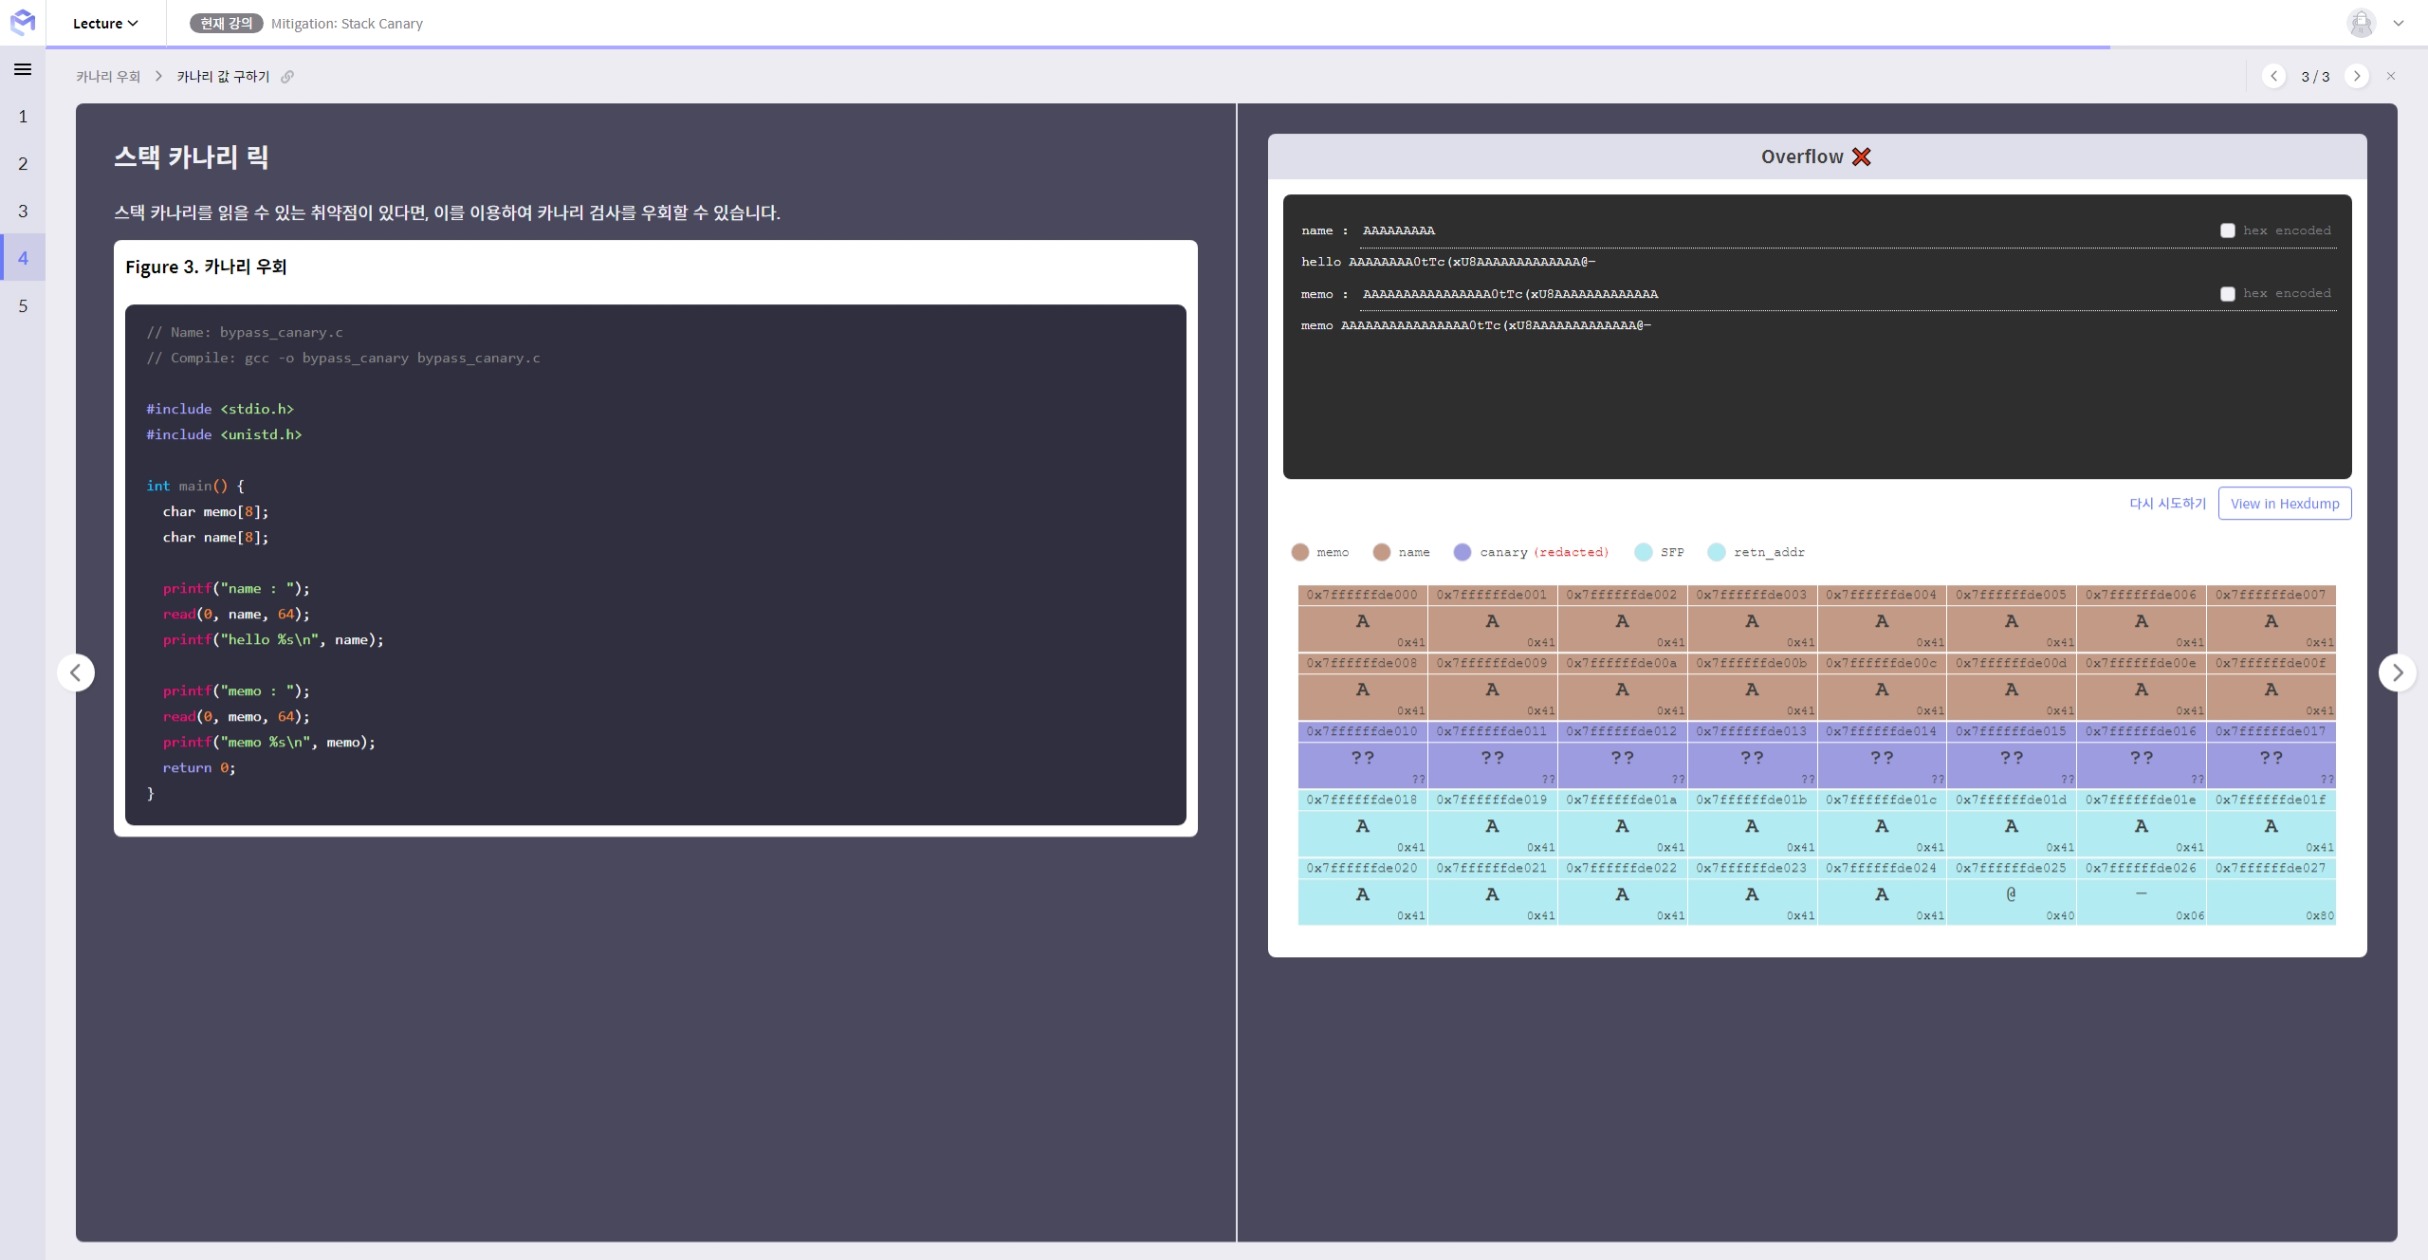 Lecture
현재 강의 Mitigation: Stack Canary
카나리 우회 > 카나리 값 구하기
3 / 3
1
2
3
4
5
스택 카나리 릭
스택 카나리를 읽을 수 있는 취약점이 있다면, 이를 이용하여 카나리 검사를 우회할 수 있습니다.
Figure 3. 카나리 우회
// Name: bypass_canary.c
// Compile: gcc -o bypass_canary bypass_canary.c
#include <stdio.h>
#include <unistd.h>
int main() {
char memo[8];
char name[8];
printf("name : ");
read(0, name, 64);
printf("hello %s\n", name);
printf("memo : ");
read(0, memo, 64);
printf("memo %s\n", memo);
return 0;
}
Overflow ❌
name : AAAAAAAAA
hex encoded
hello AAAAAAAA0tTc(xU8AAAAAAAAAAAAA@—
memo : AAAAAAAAAAAAAAAA0tTc(xU8AAAAAAAAAAAAA
hex encoded
memo AAAAAAAAAAAAAAAA0tTc(xU8AAAAAAAAAAAAA@—
다시 시도하기 View in Hexdump
memo name canary (redacted) SFP retn_addr
0x7ffffffde000 0x7ffffffde001 0x7ffffffde002 0x7ffffffde003 0x7ffffffde004 0x7ffffffde005 0x7ffffffde006 0x7ffffffde007
A A A A A A A A
0x41 0x41 0x41 0x41 0x41 0x41 0x41 0x41
0x7ffffffde008 0x7ffffffde009 0x7ffffffde00a 0x7ffffffde00b 0x7ffffffde00c 0x7ffffffde00d 0x7ffffffde00e 0x7ffffffde00f
A A A A A A A A
0x41 0x41 0x41 0x41 0x41 0x41 0x41 0x41
0x7ffffffde010 0x7ffffffde011 0x7ffffffde012 0x7ffffffde013 0x7ffffffde014 0x7ffffffde015 0x7ffffffde016 0x7ffffffde017
?? ?? ?? ?? ?? ?? ?? ??
?? ?? ?? ?? ?? ?? ?? ??
0x7ffffffde018 0x7ffffffde019 0x7ffffffde01a 0x7ffffffde01b 0x7ffffffde01c 0x7ffffffde01d 0x7ffffffde01e 0x7ffffffde01f
A A A A A A A A
0x41 0x41 0x41 0x41 0x41 0x41 0x41 0x41
0x7ffffffde020 0x7ffffffde021 0x7ffffffde022 0x7ffffffde023 0x7ffffffde024 0x7ffffffde025 0x7ffffffde026 0x7ffffffde027
A A A A A @ —
0x41 0x41 0x41 0x41 0x41 0x40 0x06 0x80